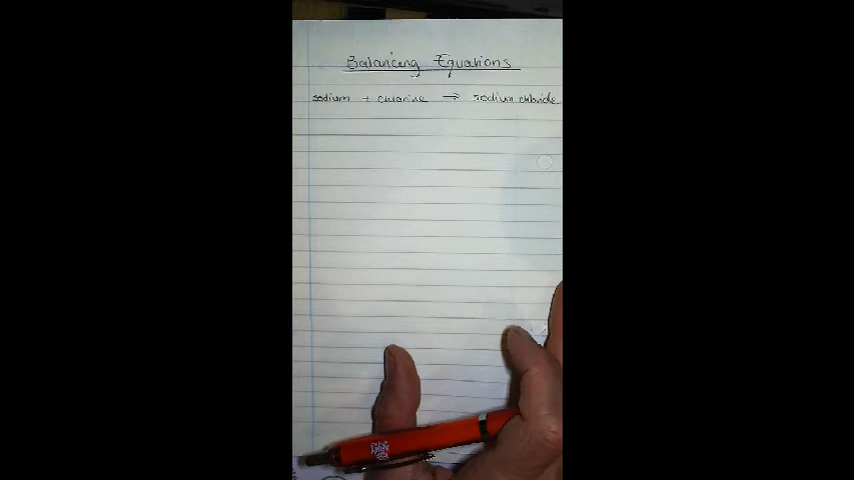 Balancing Equations
sodium + chlorine → sodium chloride